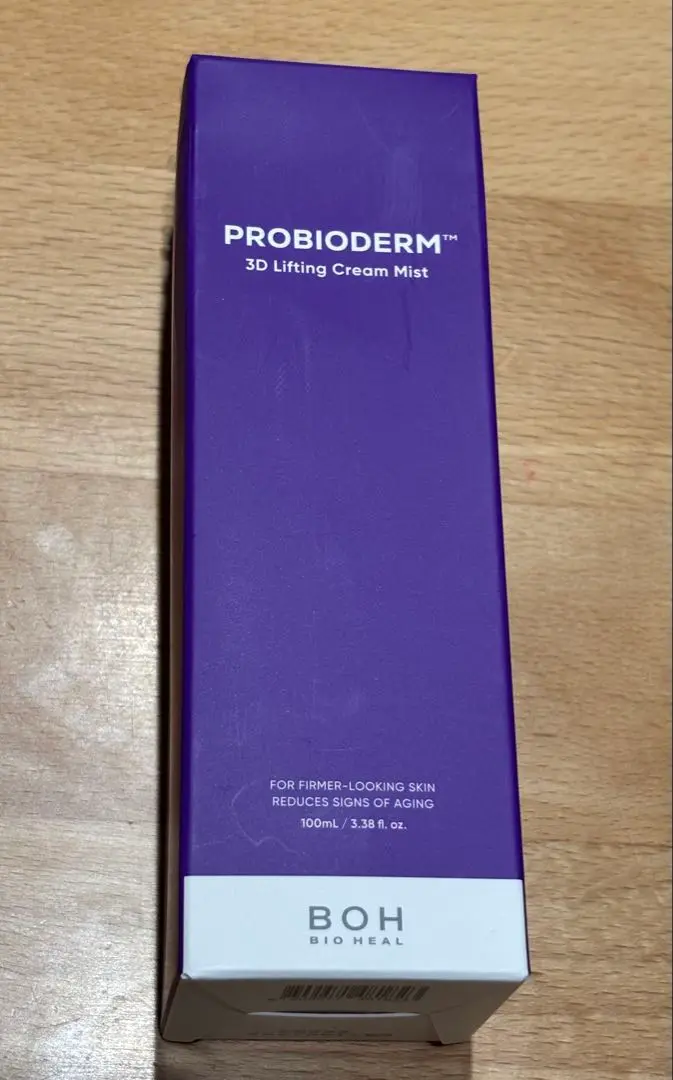 PROBIODERM™
3D Lifting Cream Mist
FOR FIRMER-LOOKING SKIN
REDUCES SIGNS OF AGING
100mL / 3.38 fl. oz.
BOH
BIO HEAL